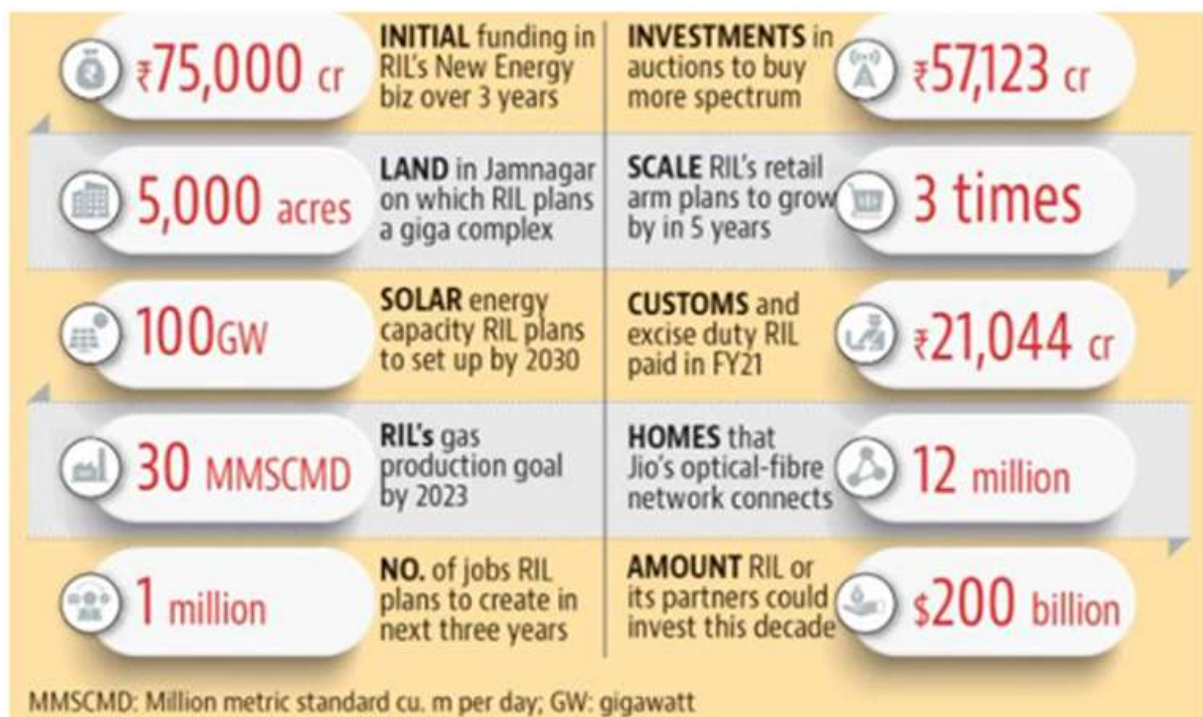 ₹75,000 cr
INITIAL funding in
RIL's New Energy
biz over 3 years
INVESTMENTS in
auctions to buy
more spectrum
₹57,123 cr
5,000 acres
LAND in Jamnagar
on which RIL plans
a giga complex
SCALE RIL's retail
arm plans to grow
by in 5 years
3 times
100GW
SOLAR energy
capacity RIL plans
to set up by 2030
CUSTOMS and
excise duty RIL
paid in FY21
₹21,044 cr
30 MMSCMD
RIL's gas
production goal
by 2023
HOMES that
Jio's optical-fibre
network connects
12 million
1 million
NO. of jobs RIL
plans to create in
next three years
AMOUNT RIL or
its partners could
invest this decade
$200 billion
MMSCMD: Million metric standard cu. m per day; GW: gigawatt